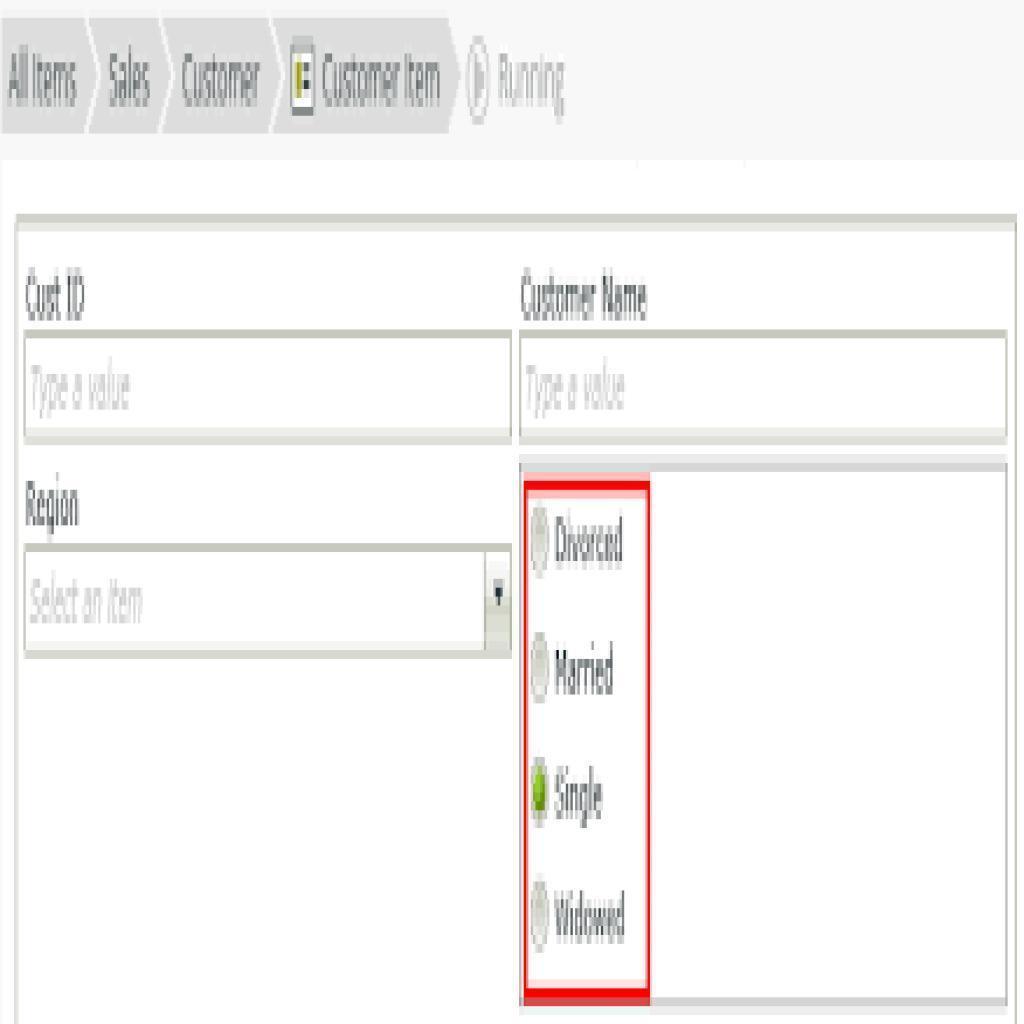 All Items Sales Customer Customer Item Running
Cust ID
Type a value
Customer Name
Type a value
Region
Select an Item
Divorced
Married
Single
Widowed